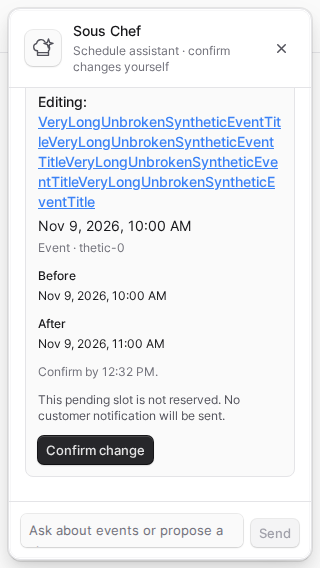 Sous Chef
Schedule assistant · confirm
changes yourself
Editing:
VeryLongUnbrokenSyntheticEventTit
leVeryLongUnbrokenSyntheticEvent
TitleVeryLongUnbrokenSyntheticEve
ntTitleVeryLongUnbrokenSyntheticE
ventTitle
Nov 9, 2026, 10:00 AM
Event · thetic-0
Before
Nov 9, 2026, 10:00 AM
After
Nov 9, 2026, 11:00 AM
Confirm by 12:32 PM.
This pending slot is not reserved. No
customer notification will be sent.
Confirm change
Ask about events or propose a
Send